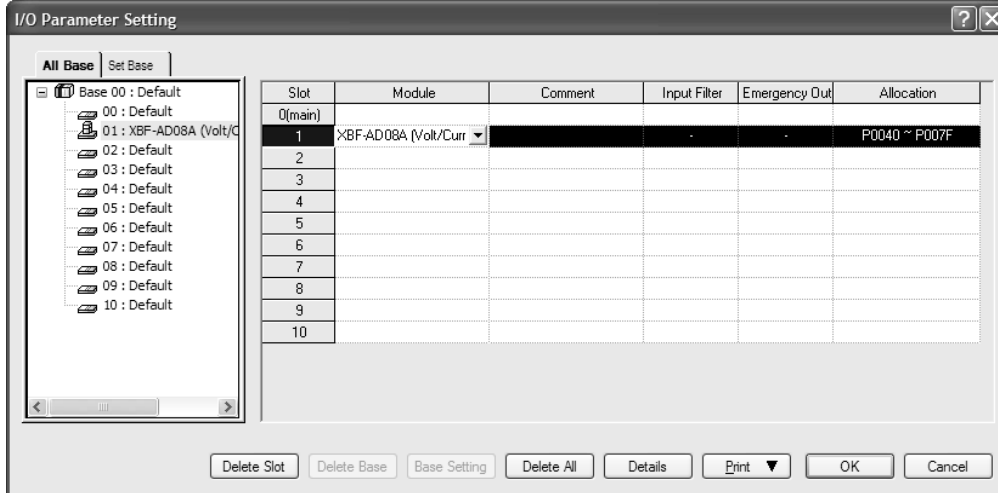 I/O Parameter Setting
All Base Set Base
Base 00 : Default
00 : Default
01 : XBF-AD08A (Volt/C
02 : Default
03 : Default
04 : Default
05 : Default
06 : Default
07 : Default
08 : Default
09 : Default
10 : Default
Slot Module Comment Input Filter Emergency Out Allocation
0(main)
1 XBF-AD08A (Volt/Curr - - P0040 ~ P007F
2
3
4
5
6
7
8
9
10
Delete Slot Delete Base Base Setting Delete All Details Print ▼ OK Cancel